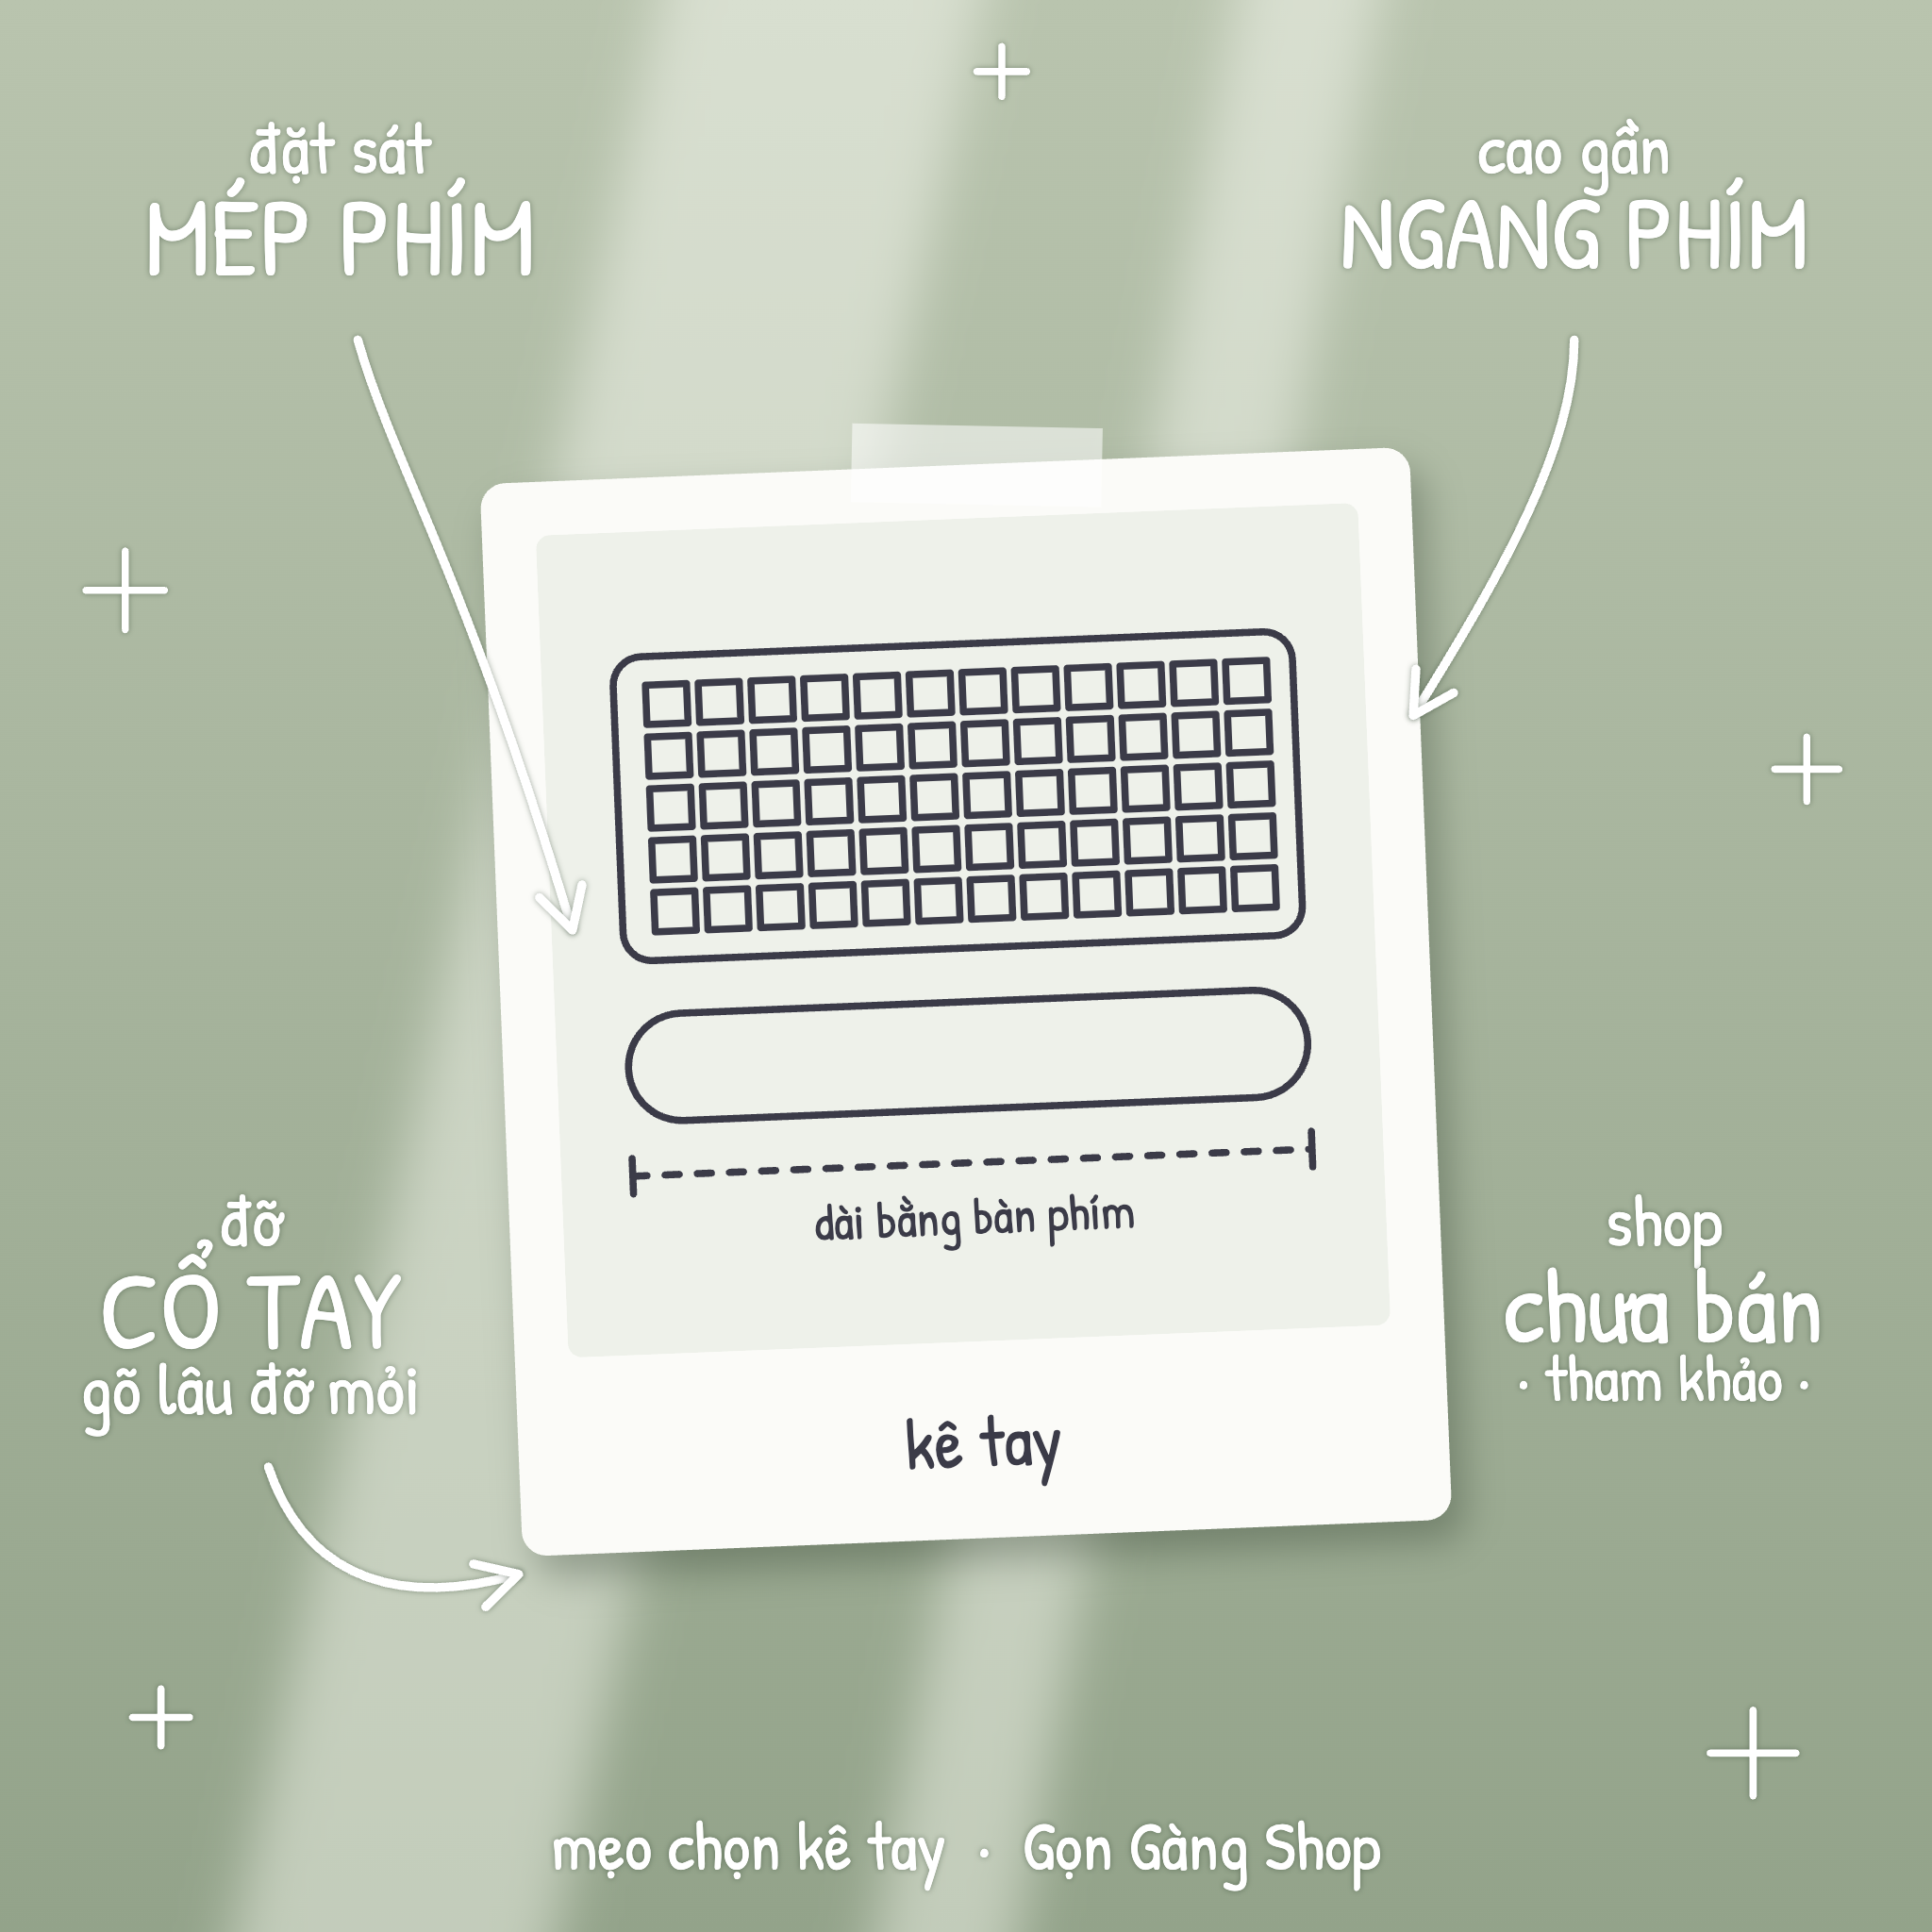 đặt sát
MÉP PHÍM
cao gần
NGANG PHÍM
dài bằng bàn phím
đỡ
CỔ TAY
gõ lâu đỡ mỏi
shop
chưa bán
· tham khảo ·
kê tay
mẹo chọn kê tay · Gọn Gàng Shop